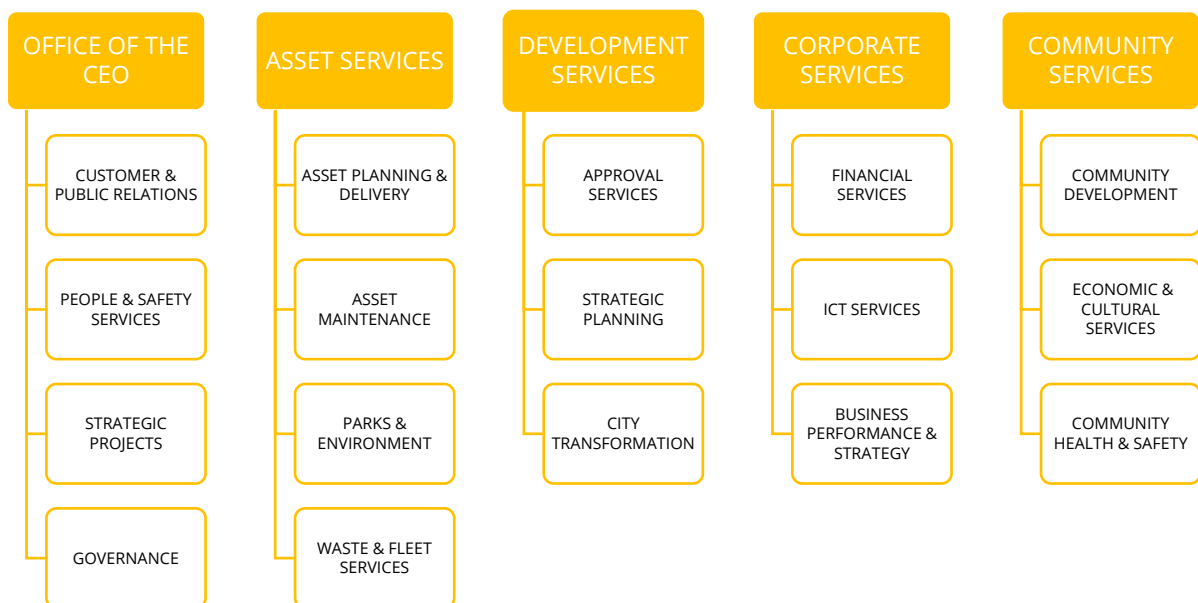 OFFICE OF THE
CEO
CUSTOMER &
PUBLIC RELATIONS
PEOPLE & SAFETY
SERVICES
STRATEGIC
PROJECTS
GOVERNANCE
ASSET SERVICES
ASSET PLANNING &
DELIVERY
ASSET
MAINTENANCE
PARKS &
ENVIRONMENT
WASTE & FLEET
SERVICES
DEVELOPMENT
SERVICES
APPROVAL
SERVICES
STRATEGIC
PLANNING
CITY
TRANSFORMATION
CORPORATE
SERVICES
FINANCIAL
SERVICES
ICT SERVICES
BUSINESS
PERFORMANCE &
STRATEGY
COMMUNITY
SERVICES
COMMUNITY
DEVELOPMENT
ECONOMIC &
CULTURAL
SERVICES
COMMUNITY
HEALTH & SAFETY